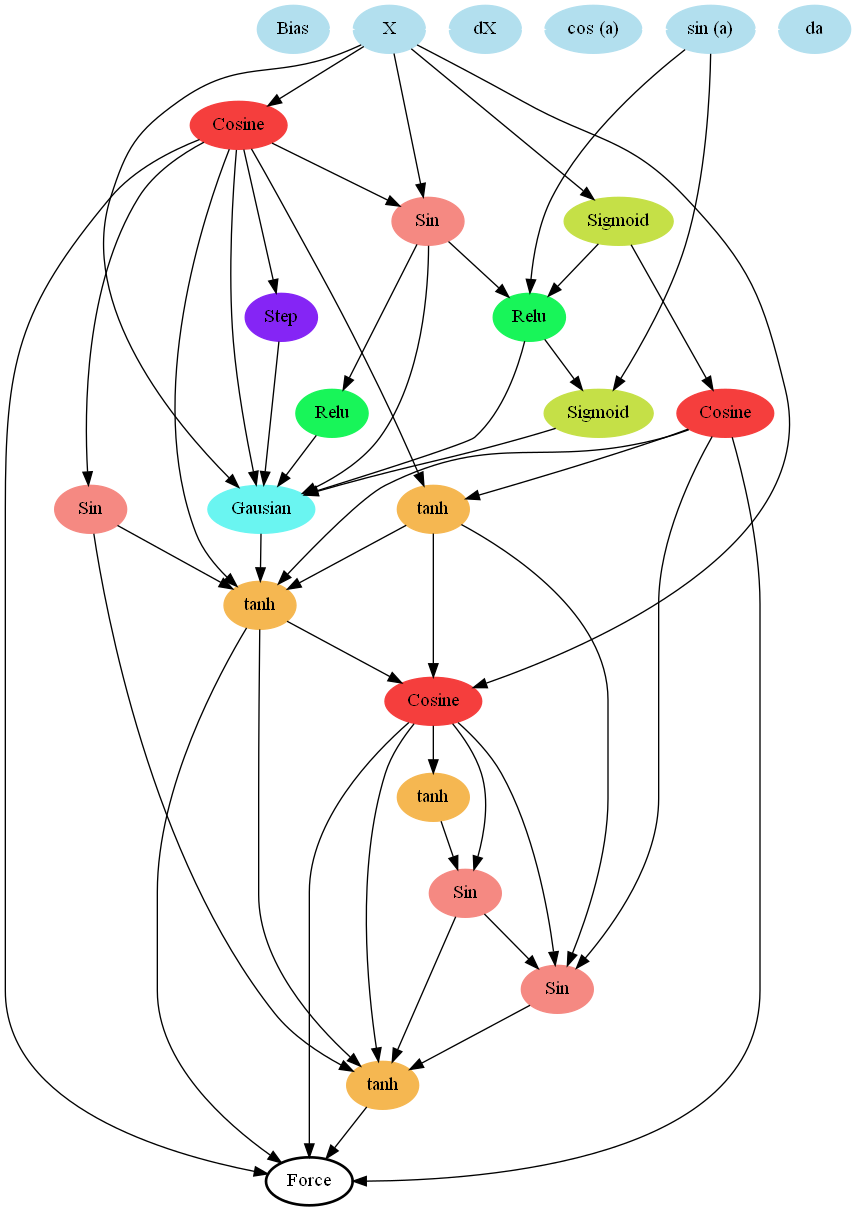 Bias
X
dX
cos (a)
sin (a)
da
Cosine
Sin
Sigmoid
Step
Relu
Relu
Sigmoid
Cosine
Sin
Gausian
tanh
tanh
Cosine
tanh
Sin
Sin
tanh
Force